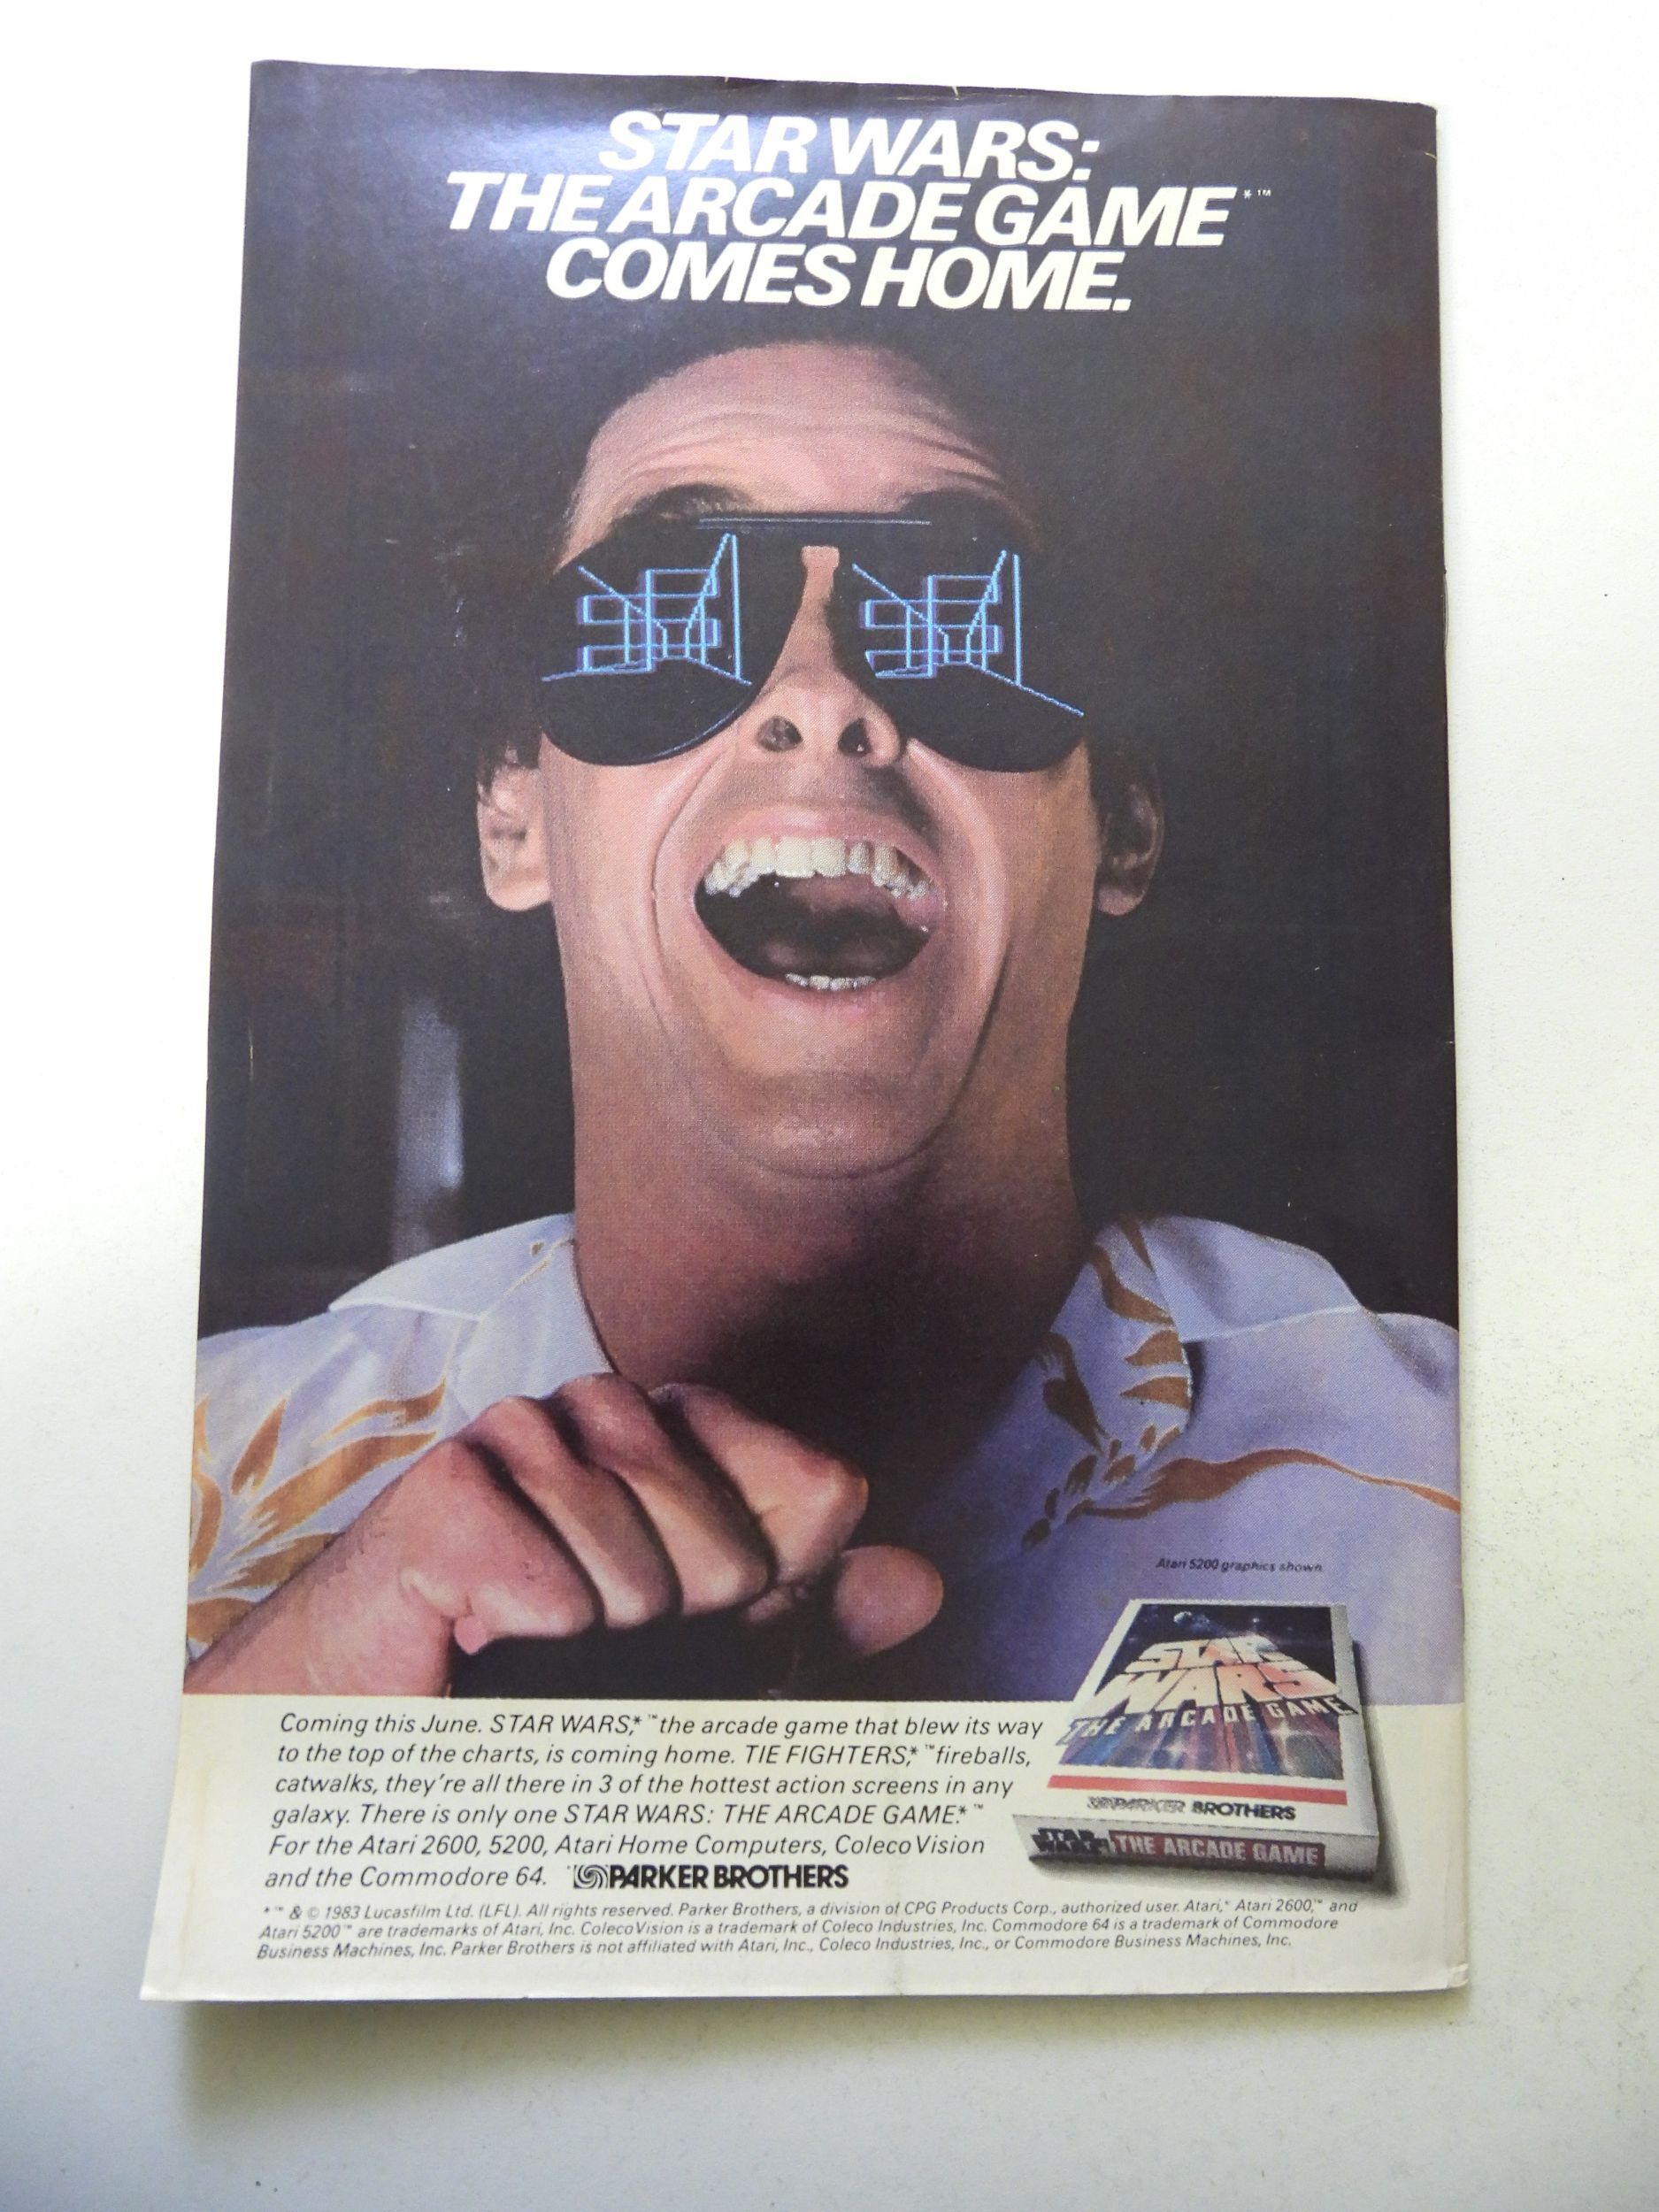 STAR WARS:
THE ARCADE GAME*™
COMES HOME.
Atari 5200 graphics shown.
STAR
WARS
THE ARCADE GAME
PARKER BROTHERS
STAR WARS THE ARCADE GAME
Coming this June. STAR WARS,*™ the arcade game that blew its way
to the top of the charts, is coming home. TIE FIGHTERS,*™ fireballs,
catwalks, they're all there in 3 of the hottest action screens in any
galaxy. There is only one STAR WARS: THE ARCADE GAME.*™
For the Atari 2600, 5200, Atari Home Computers, ColecoVision
and the Commodore 64. PARKER BROTHERS
*™ & © 1983 Lucasfilm Ltd. (LFL). All rights reserved. Parker Brothers, a division of CPG Products Corp., authorized user. Atari,* Atari 2600,™ and
Atari 5200™ are trademarks of Atari, Inc. ColecoVision is a trademark of Coleco Industries, Inc. Commodore 64 is a trademark of Commodore
Business Machines, Inc. Parker Brothers is not affiliated with Atari, Inc., Coleco Industries, Inc., or Commodore Business Machines, Inc.